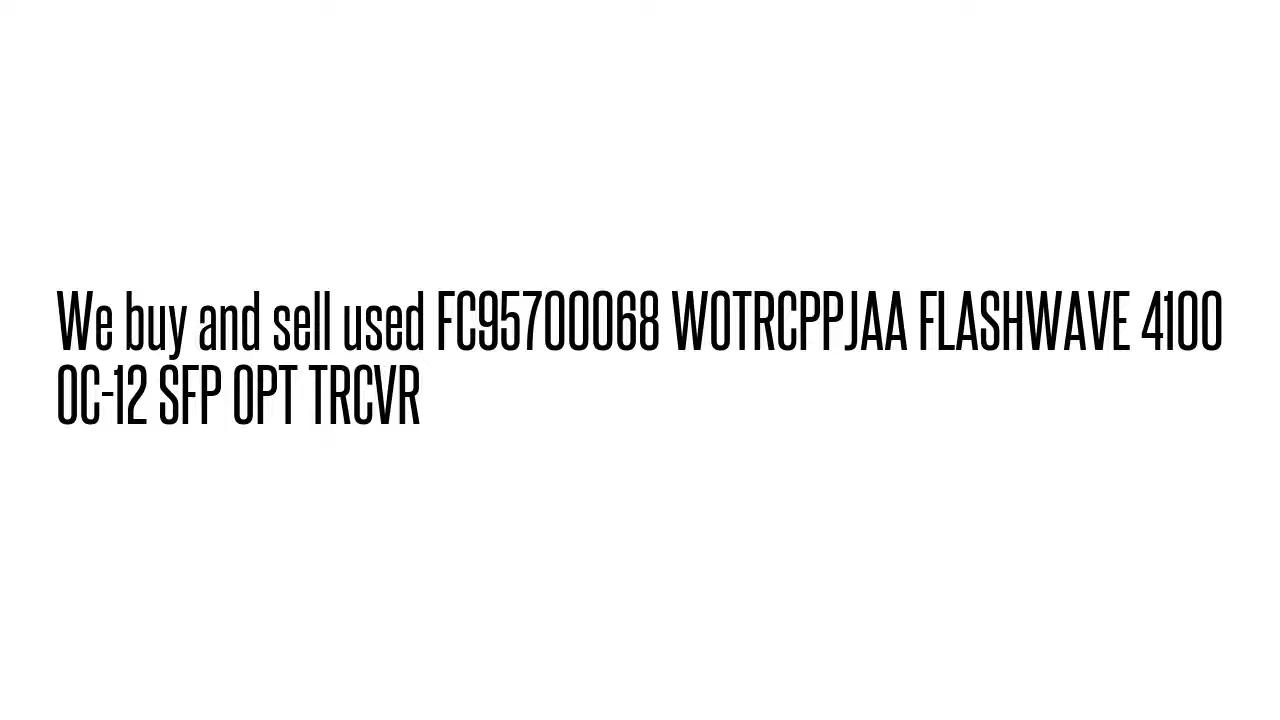 We buy and sell used FC95700068 WOTRCPPJAA FLASHWAVE 4100
OC-12 SFP OPT TRCVR